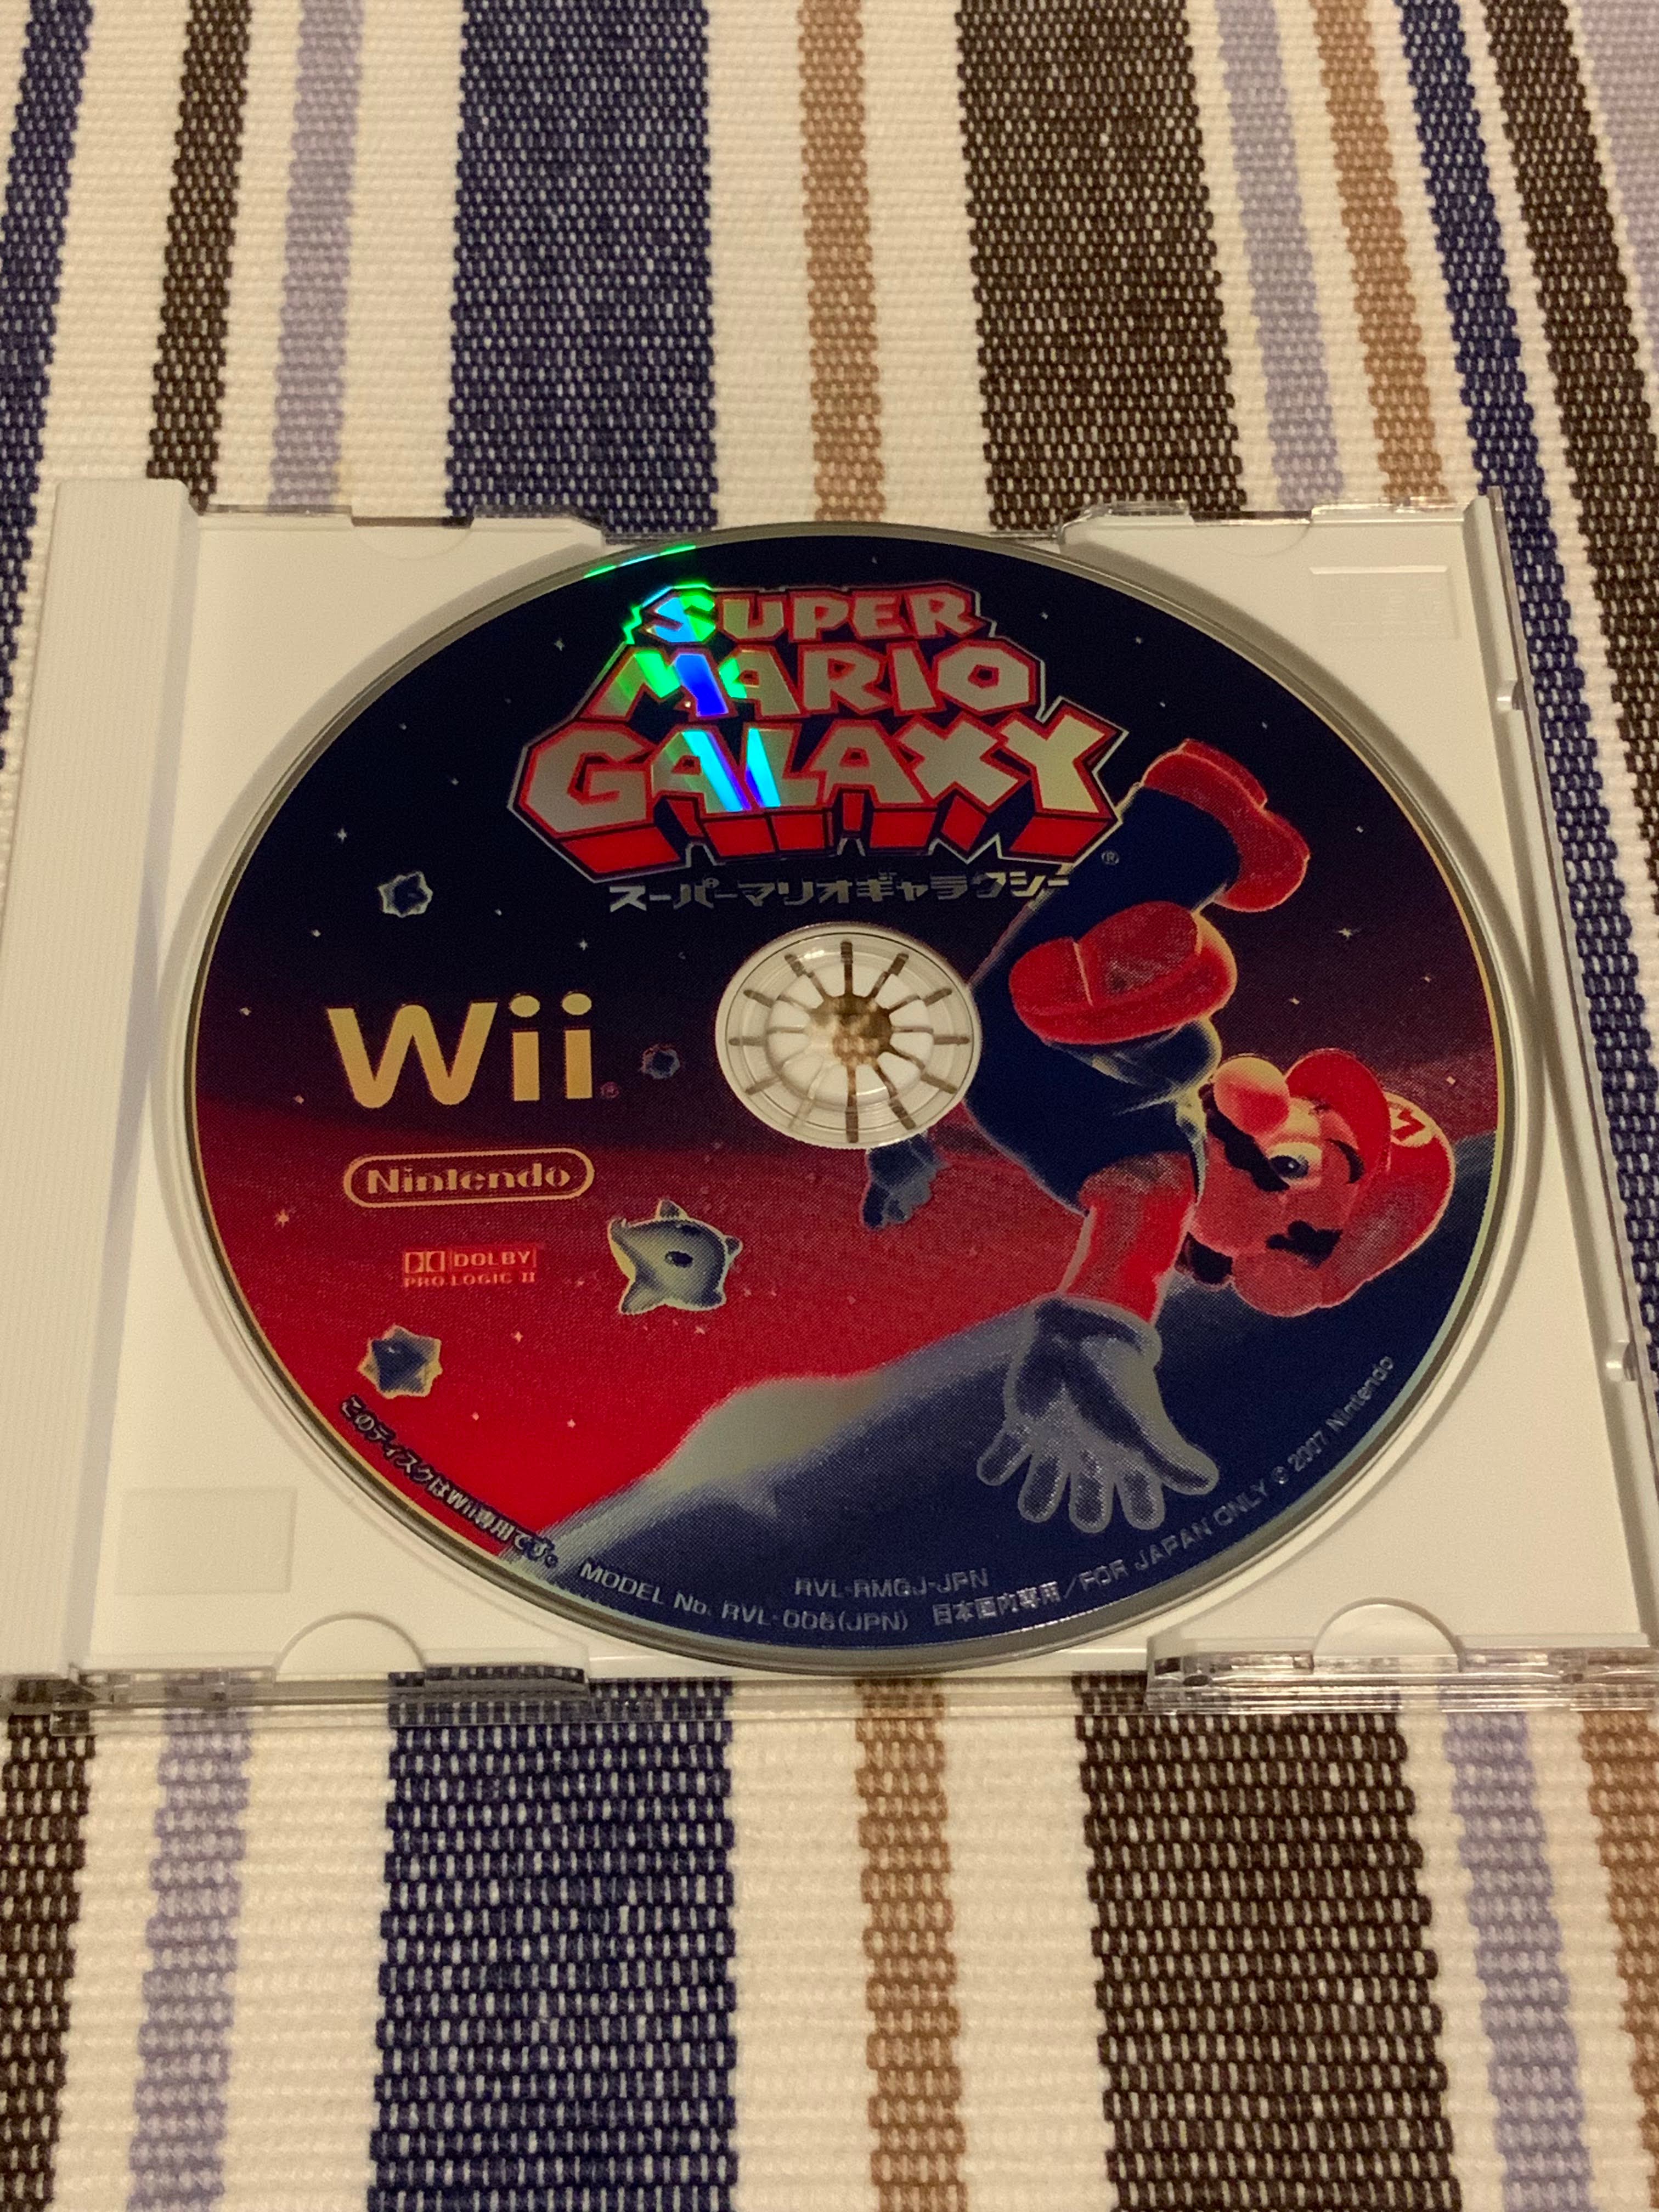 SUPER
MARIO
GALAXY®
スーパーマリオギャラクシー
Wii®
Nintendo
M
DOLBY
PRO LOGIC II
このディスクはWii専用です。
RVL-RMGJ-JPN
MODEL No. RVL-006(JPN) 日本国内専用/FOR JAPAN ONLY © 2007 Nintendo